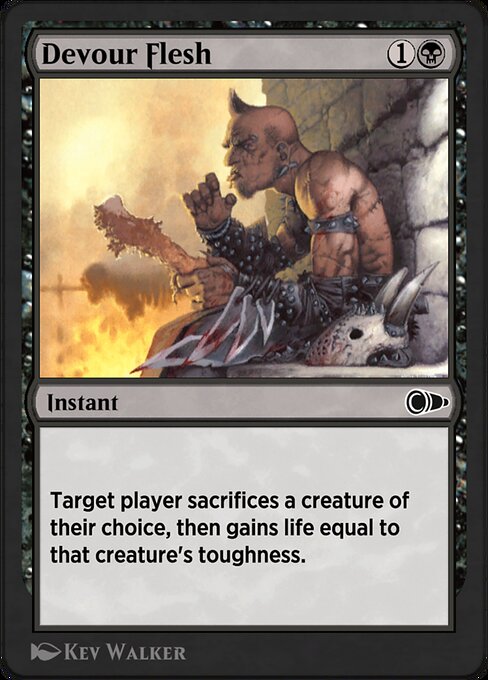 Devour Flesh 1
Instant
Target player sacrifices a creature of
their choice, then gains life equal to
that creature's toughness.
Kev Walker